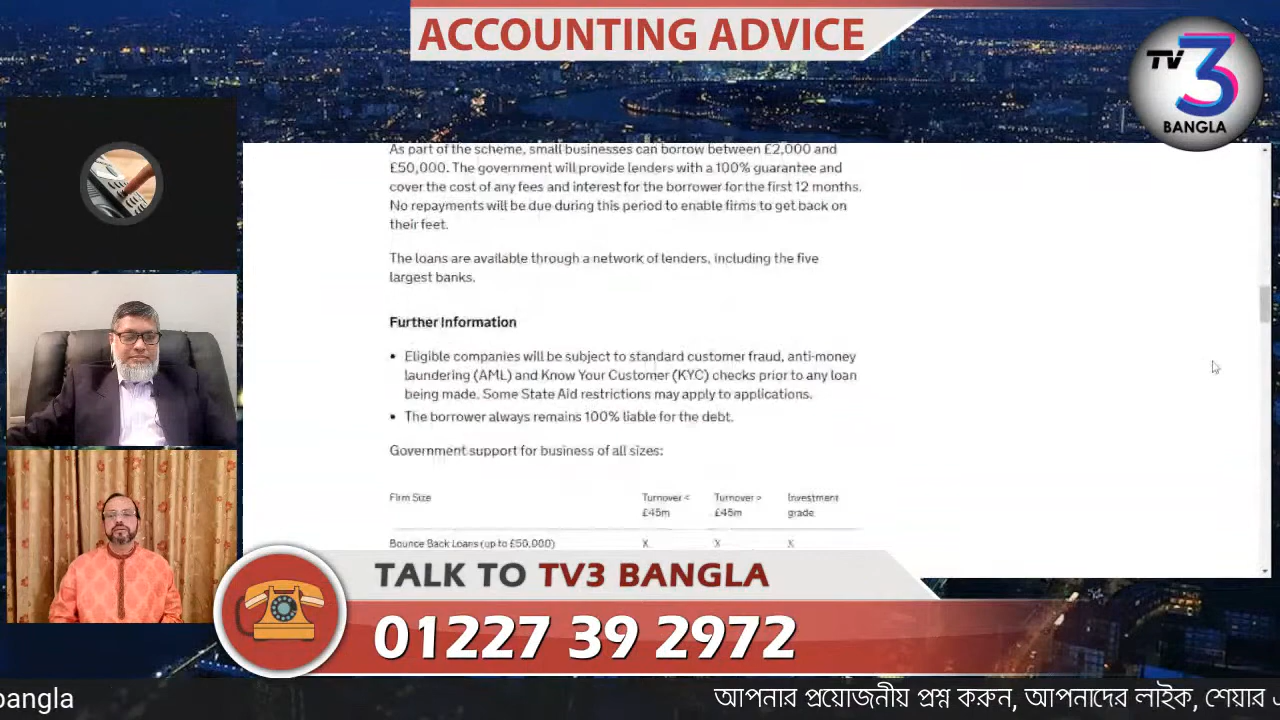 ACCOUNTING ADVICE
TV 3
BANGLA
As part of the scheme, small businesses can borrow between £2,000 and
£50,000. The government will provide lenders with a 100% guarantee and
cover the cost of any fees and interest for the borrower for the first 12 months.
No repayments will be due during this period to enable firms to get back on
their feet.
The loans are available through a network of lenders, including the five
largest banks.
Further Information
• Eligible companies will be subject to standard customer fraud, anti-money
laundering (AML) and Know Your Customer (KYC) checks prior to any loan
being made. Some State Aid restrictions may apply to applications.
• The borrower always remains 100% liable for the debt.
Government support for business of all sizes:
Firm Size Turnover < Turnover > Investment
£45m £45m grade
Bounce Back Loans (up to £50,000) X X X
TALK TO TV3 BANGLA
01227 39 2972
bangla আপনার প্রয়োজনীয় প্রশ্ন করুন, আপনাদের লাইক, শেয়ার